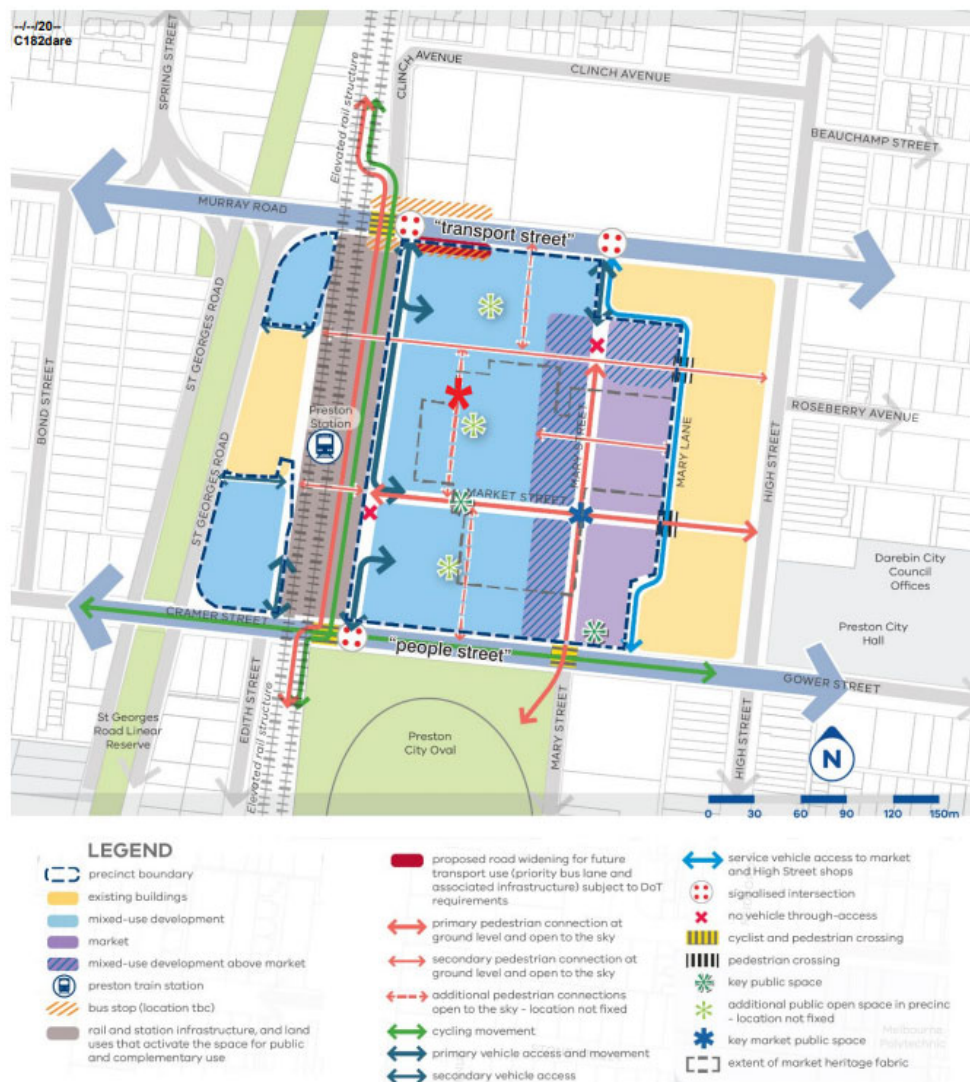 --/--/20--
C182dare
SPRING STREET
Elevated rail structure
CLINCH AVENUE
CLINCH AVENUE
BEAUCHAMP STREET
MURRAY ROAD
"transport street"
BOND STREET
ST GEORGES ROAD
ST GEORGES ROAD
Preston
Station
MARKET STREET
MARY STREET
MARY LANE
HIGH STREET
ROSEBERRY AVENUE
Darebin City
Council
Offices
Preston City
Hall
CRAMER STREET
"people street"
GOWER STREET
EDITH STREET
Elevated rail structure
St Georges
Road Linear
Reserve
Preston
City Oval
MARY STREET
HIGH STREET
N
0 30 60 90 120 150m
LEGEND
precinct boundary
existing buildings
mixed-use development
market
mixed-use development above market
preston train station
bus stop (location tbc)
rail and station infrastructure, and land
uses that activate the space for public
and complementary use
proposed road widening for future
transport use (priority bus lane and
associated infrastructure) subject to DoT
requirements
primary pedestrian connection at
ground level and open to the sky
secondary pedestrian connection at
ground level and open to the sky
additional pedestrian connections
open to the sky - location not fixed
cycling movement
primary vehicle access and movement
secondary vehicle access
service vehicle access to market
and High Street shops
signalised intersection
no vehicle through-access
cyclist and pedestrian crossing
pedestrian crossing
key public space
additional public open space in precinc
- location not fixed
key market public space
extent of market heritage fabric
Melbourne
Polytechnic